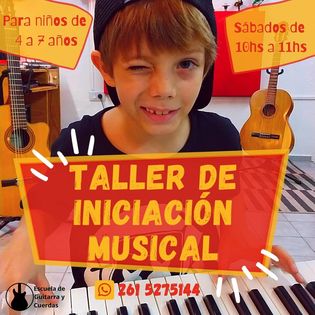 Para niños de
4 a 7 años
Sábados de
10hs a 11hs
TALLER DE
INICIACIÓN
MUSICAL
261 5275144
Escuela de
Guitarra y
Cuerdas